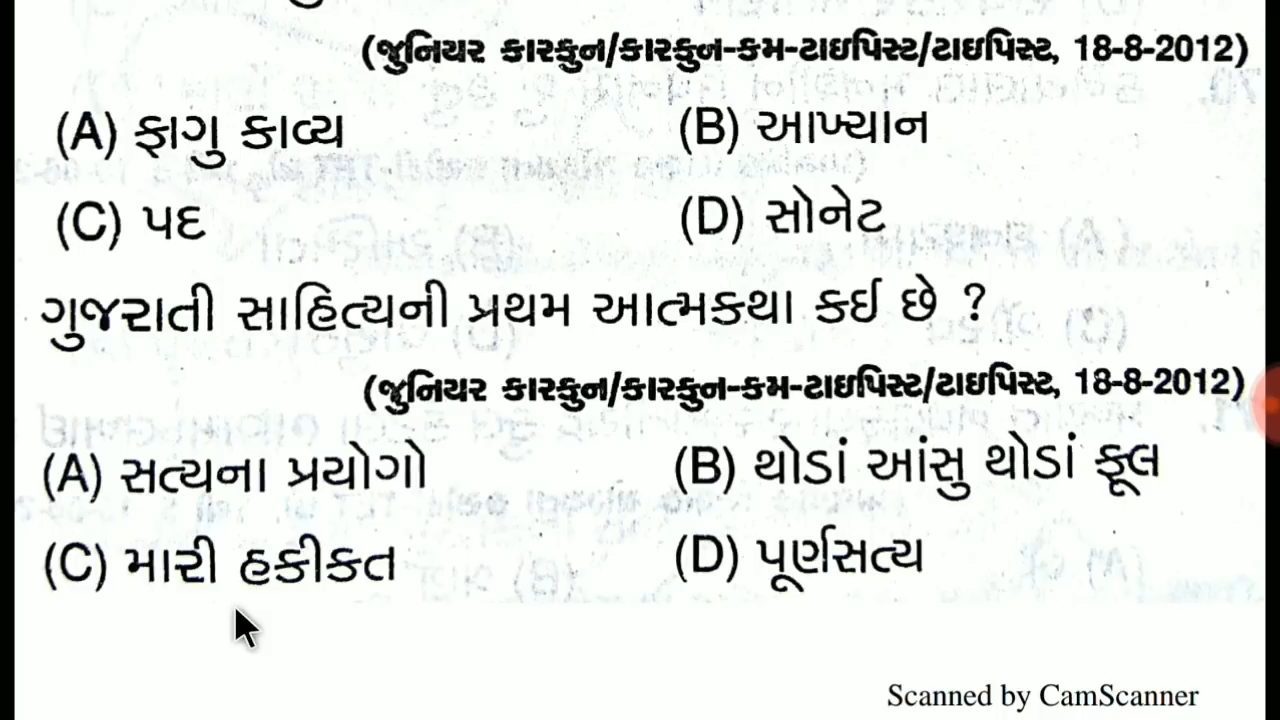 (જુનિયર કારકુન/કારકુન-કમ-ટાઇપિસ્ટ/ટાઇપિસ્ટ, 18-8-2012)
(A) ફાગુ કાવ્ય (B) આખ્યાન
(C) પદ (D) સોનેટ
ગુજરાતી સાહિત્યની પ્રથમ આત્મકથા કઈ છે ?
(જુનિયર કારકુન/કારકુન-કમ-ટાઇપિસ્ટ/ટાઇપિસ્ટ, 18-8-2012)
(A) સત્યના પ્રયોગો (B) થોડાં આંસુ થોડાં ફૂલ
(C) મારી હકીકત (D) પૂર્ણસત્ય
Scanned by CamScanner